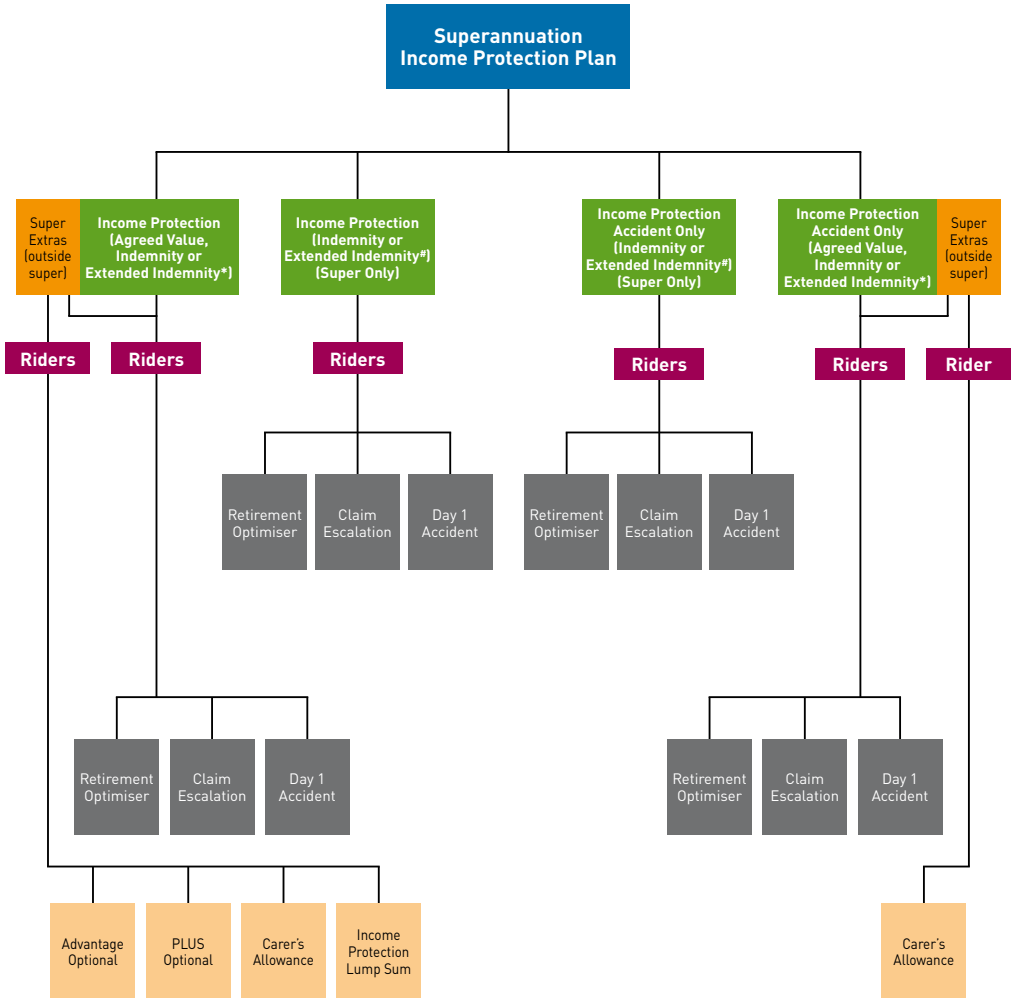 Superannuation
Income Protection Plan
Super
Extras
(outside
super)
Income Protection
(Agreed Value,
Indemnity or
Extended Indemnity*)
Income Protection
(Indemnity or
Extended Indemnity#)
(Super Only)
Income Protection
Accident Only
(Indemnity or
Extended Indemnity#)
(Super Only)
Income Protection
Accident Only
(Agreed Value,
Indemnity or
Extended Indemnity*)
Super
Extras
(outside
super)
Riders
Riders
Riders
Riders
Riders
Rider
Retirement
Optimiser
Claim
Escalation
Day 1
Accident
Retirement
Optimiser
Claim
Escalation
Day 1
Accident
Retirement
Optimiser
Claim
Escalation
Day 1
Accident
Retirement
Optimiser
Claim
Escalation
Day 1
Accident
Advantage
Optional
PLUS
Optional
Carer's
Allowance
Income
Protection
Lump Sum
Carer's
Allowance